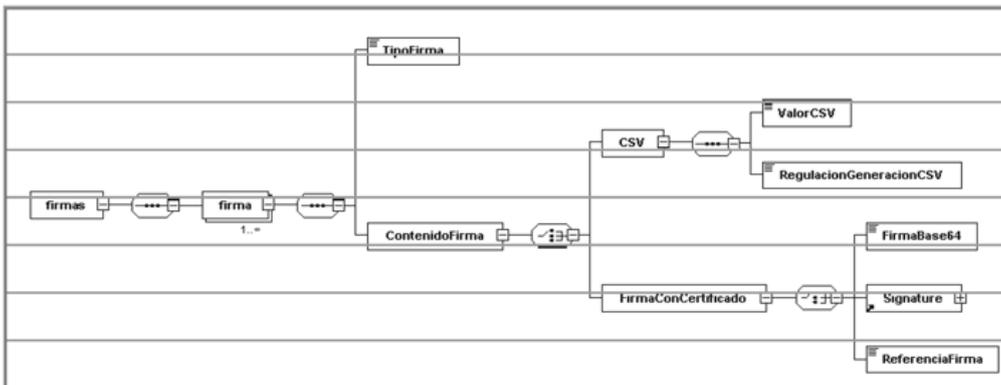 TipoFirma
ValorCSV
CSV
RegulacionGeneracionCSV
firmas
firma
1..∞
ContenidoFirma
FirmaBase64
FirmaConCertificado
Signature
ReferenciaFirma